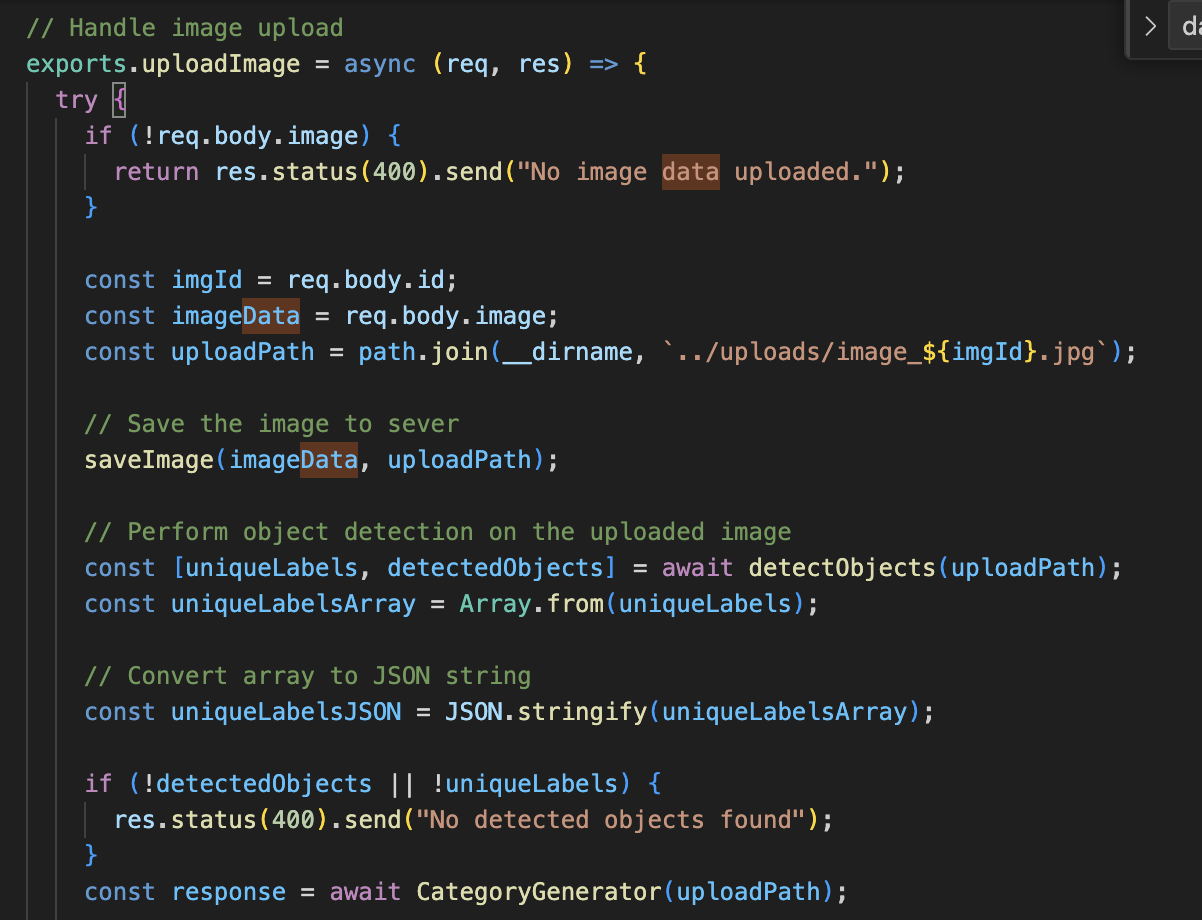 // Handle image upload
exports.uploadImage = async (req, res) => {
try {
if (!req.body.image) {
return res.status(400).send("No image data uploaded.");
}
const imgId = req.body.id;
const imageData = req.body.image;
const uploadPath = path.join(__dirname, `../uploads/image_${imgId}.jpg`);
// Save the image to sever
saveImage(imageData, uploadPath);
// Perform object detection on the uploaded image
const [uniqueLabels, detectedObjects] = await detectObjects(uploadPath);
const uniqueLabelsArray = Array.from(uniqueLabels);
// Convert array to JSON string
const uniqueLabelsJSON = JSON.stringify(uniqueLabelsArray);
if (!detectedObjects || !uniqueLabels) {
res.status(400).send("No detected objects found");
}
const response = await CategoryGenerator(uploadPath);